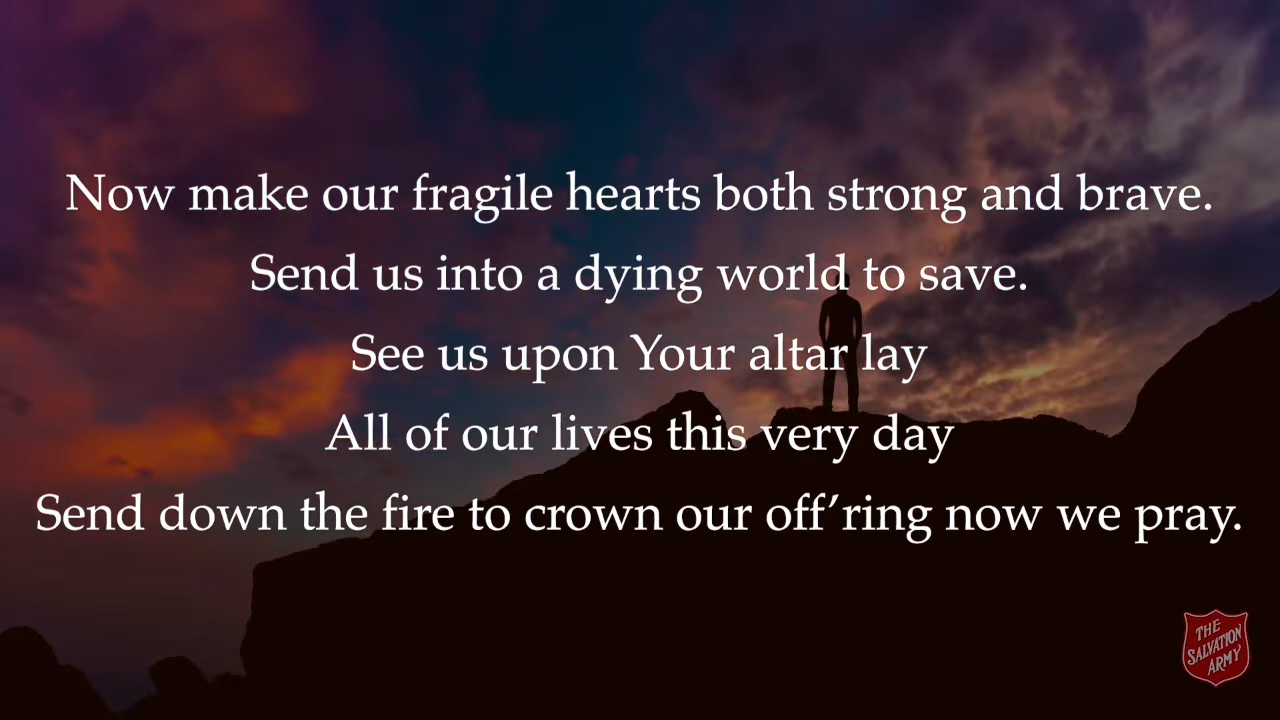 Now make our fragile hearts both strong and brave.
Send us into a dying world to save.
See us upon Your altar lay
All of our lives this very day
Send down the fire to crown our off’ring now we pray.
THE
SALVATION
ARMY